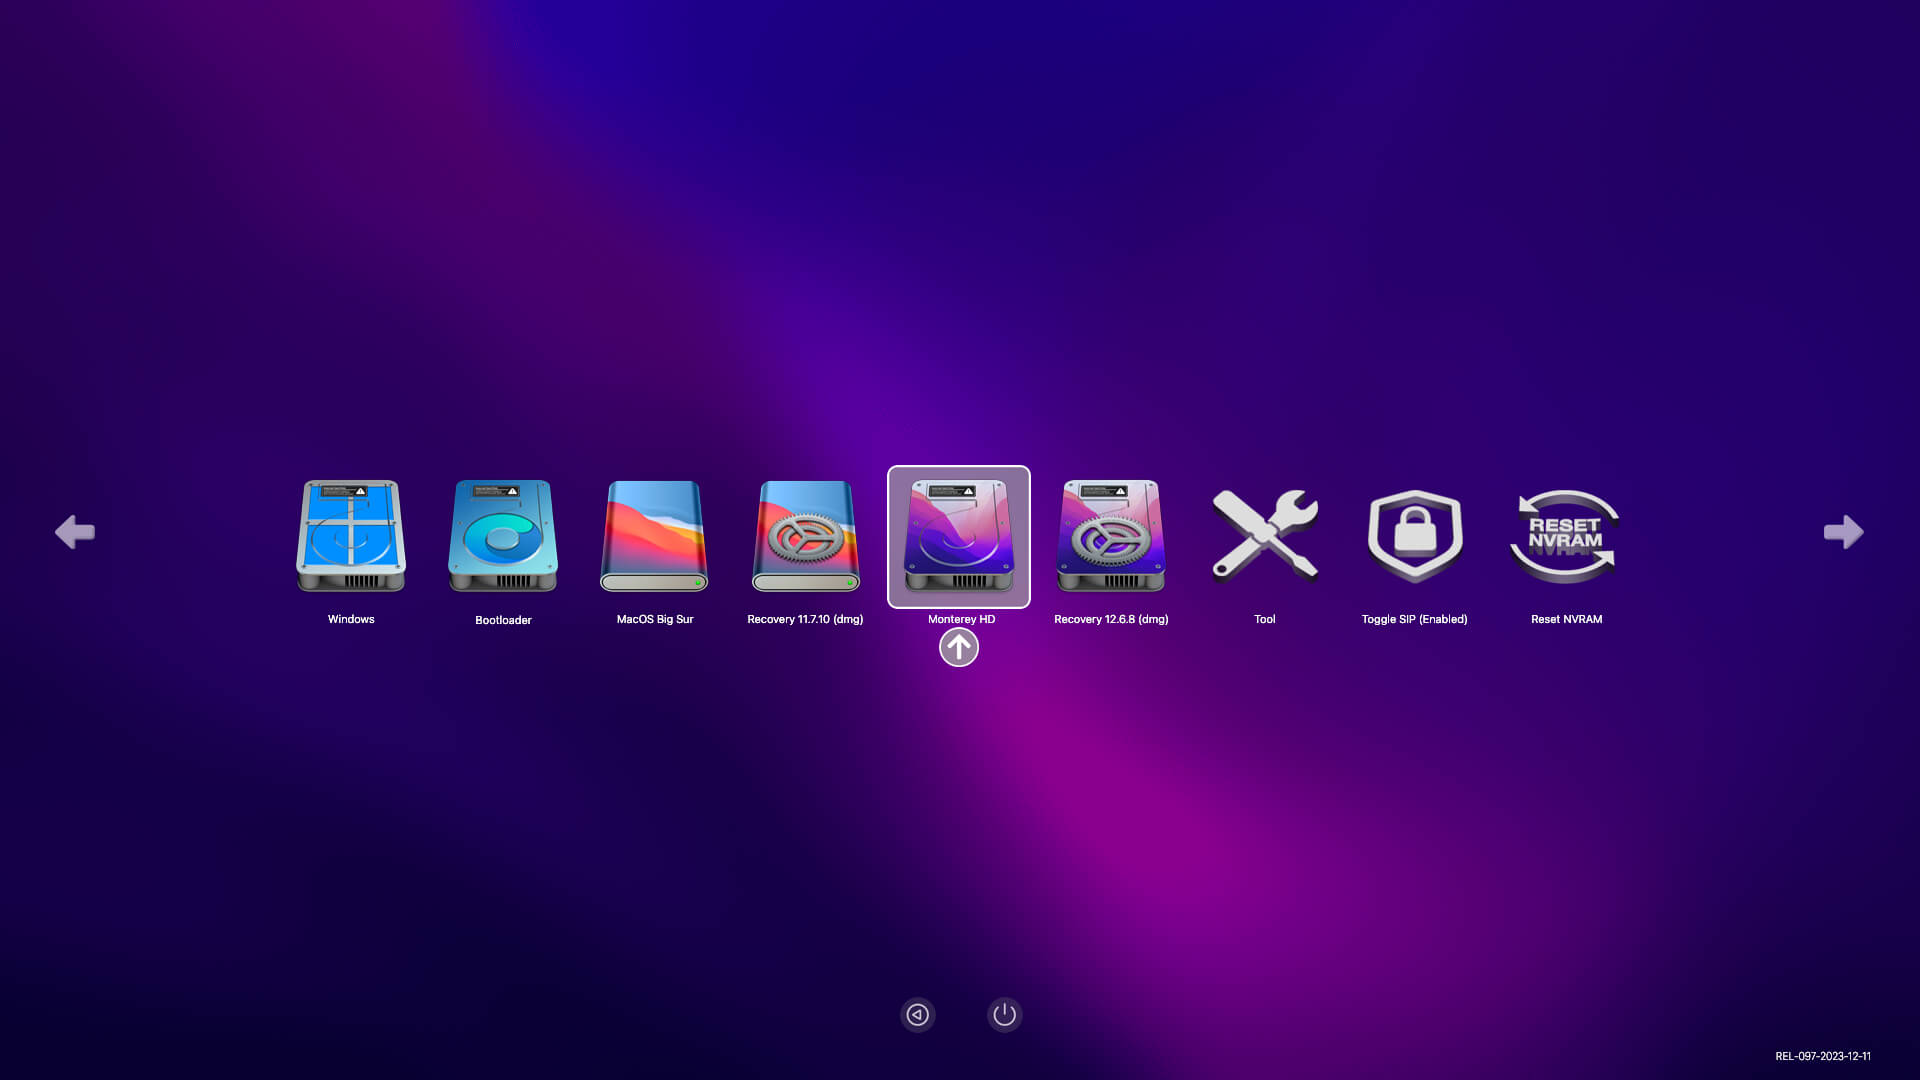 RESET
NVRAM
Windows
Bootloader
MacOS Big Sur
Recovery 11.7.10 (dmg)
Monterey HD
Recovery 12.6.8 (dmg)
Tool
Toggle SIP (Enabled)
Reset NVRAM
REL-097-2023-12-11